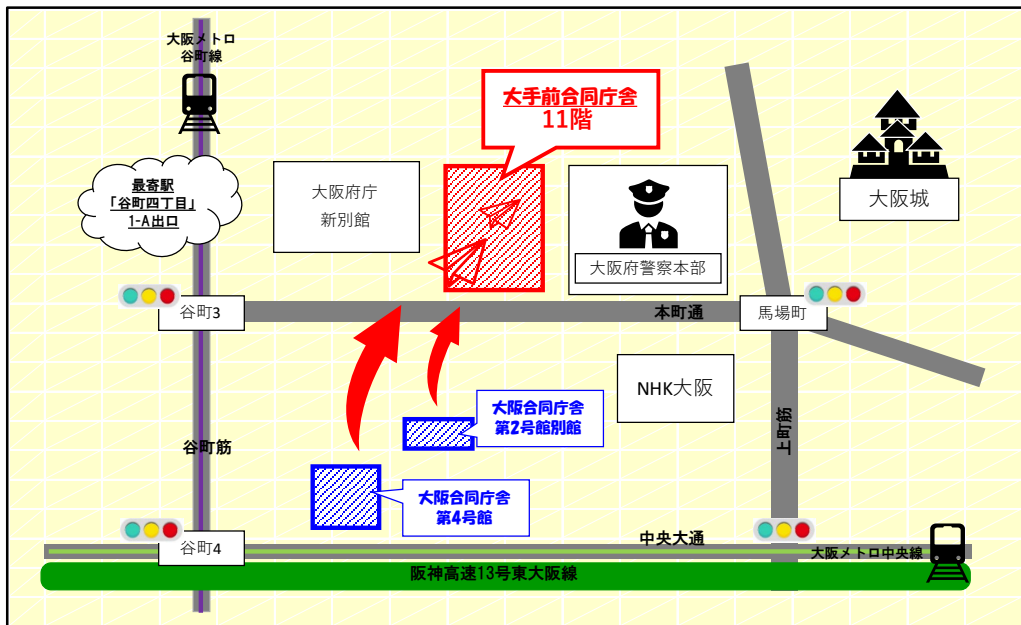 大阪メトロ
谷町線
大手前合同庁舎
11階
最寄駅
「谷町四丁目」
1-A出口
大阪府庁
新別館
大阪府警察本部
大阪城
谷町3
本町通
馬場町
NHK大阪
大阪合同庁舎
第2号館別館
谷町筋
上町筋
大阪合同庁舎
第4号館
谷町4
中央大通
大阪メトロ中央線
阪神高速13号東大阪線